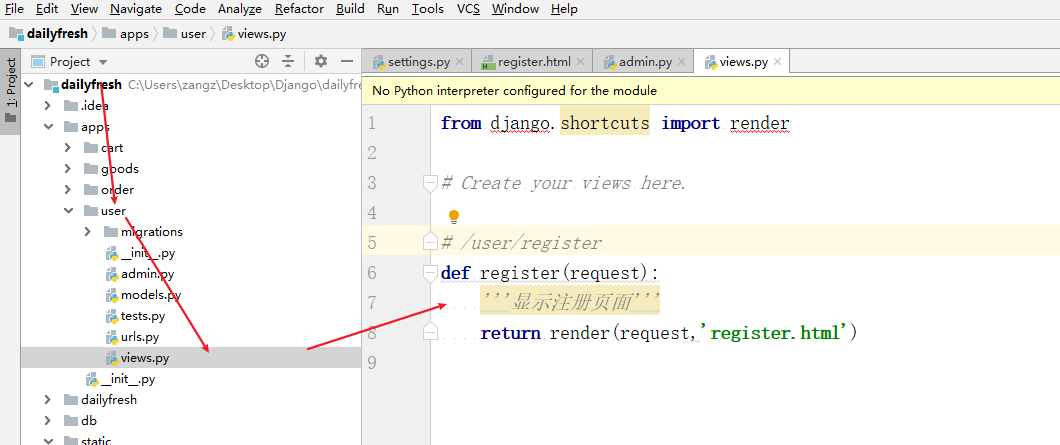 File Edit View Navigate Code Analyze Refactor Build Run Tools VCS Window Help
dailyfresh apps user views.py
1: Project
Project
settings.py register.html admin.py views.py
dailyfresh C:\Users\zangz\Desktop\Django\dailyfre
No Python interpreter configured for the module
.idea
apps
cart
goods
order
user
migrations
__init__.py
admin.py
models.py
tests.py
urls.py
views.py
__init__.py
dailyfresh
db
static
1 from django.shortcuts import render
2
3 # Create your views here.
4
5 # /user/register
6 def register(request):
7 '''显示注册页面'''
8 return render(request,'register.html')
9